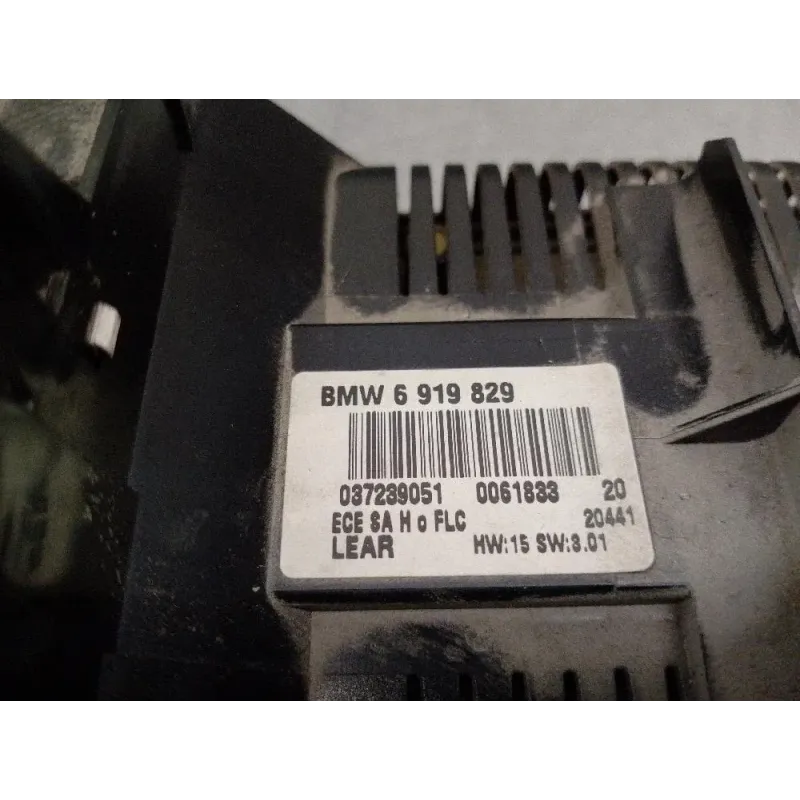 BMW 6 919 829
037239051 0061833 20
ECE SA H o FLC 20441
LEAR HW:15 SW:3.01